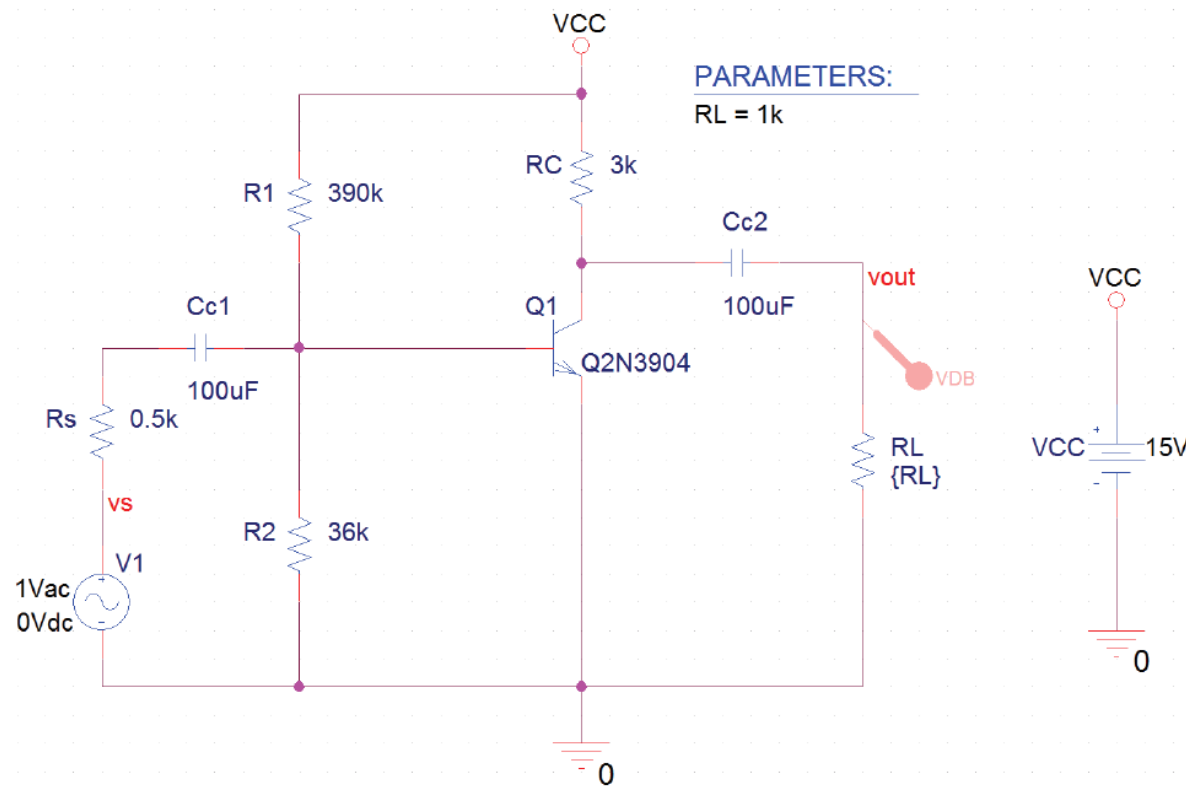 VCC
PARAMETERS:
RL = 1k
RC 3k
R1 390k
Cc2
100uF
vout
VCC
Cc1
100uF
Q1
Q2N3904
VDB
Rs 0.5k
RL
{RL}
VCC + 15V
-
vs
R2 36k
V1
1Vac
0Vdc
+
-
0
0